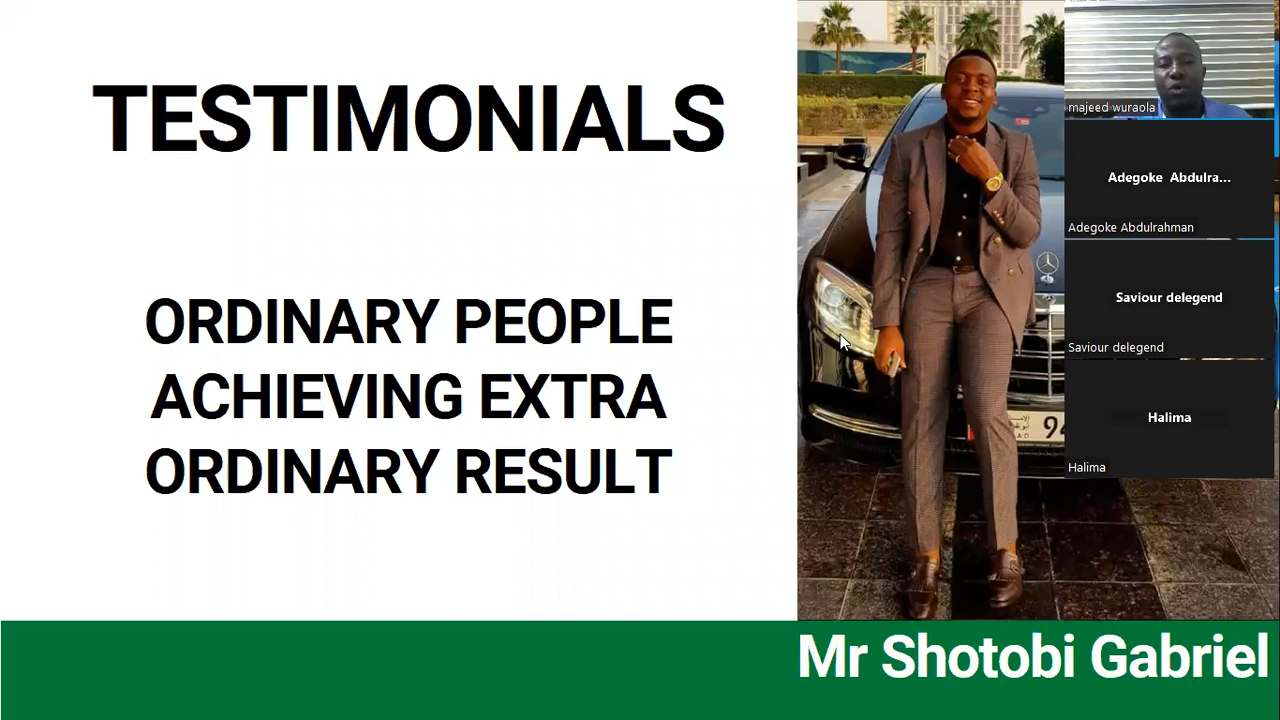 TESTIMONIALS
ORDINARY PEOPLE
ACHIEVING EXTRA
ORDINARY RESULT
Mr Shotobi Gabriel
majeed wuraola
Adegoke Abdulra...
Adegoke Abdulrahman
Saviour delegend
Saviour delegend
Halima
Halima